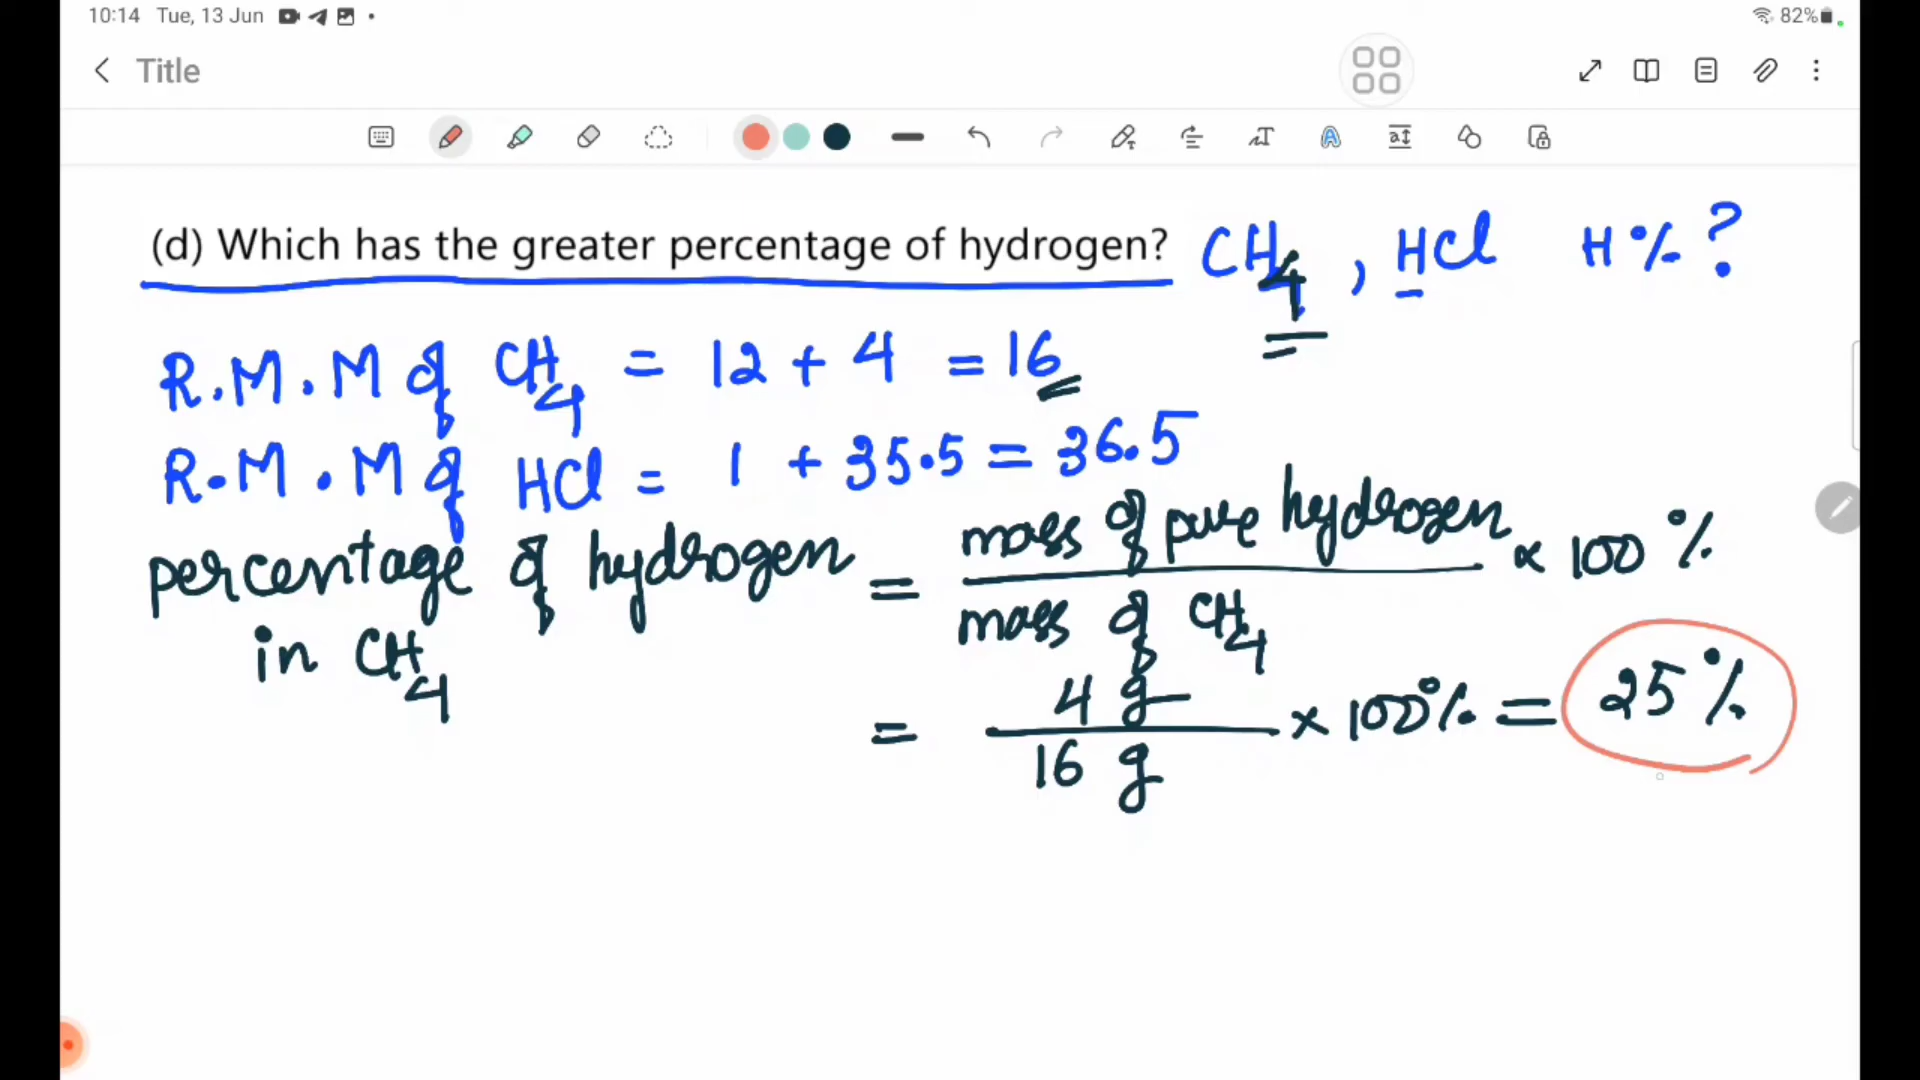 10:14 Tue, 13 Jun 82%
Title
(d) Which has the greater percentage of hydrogen? CH4 , HCl H% ?
R.M.M of CH4 = 12 + 4 = 16
R.M.M of HCl = 1 + 35.5 = 36.5
percentage of hydrogen in CH4 = mass of pure hydrogen / mass of CH4 × 100 %
= 4 g / 16 g × 100% = 25 %